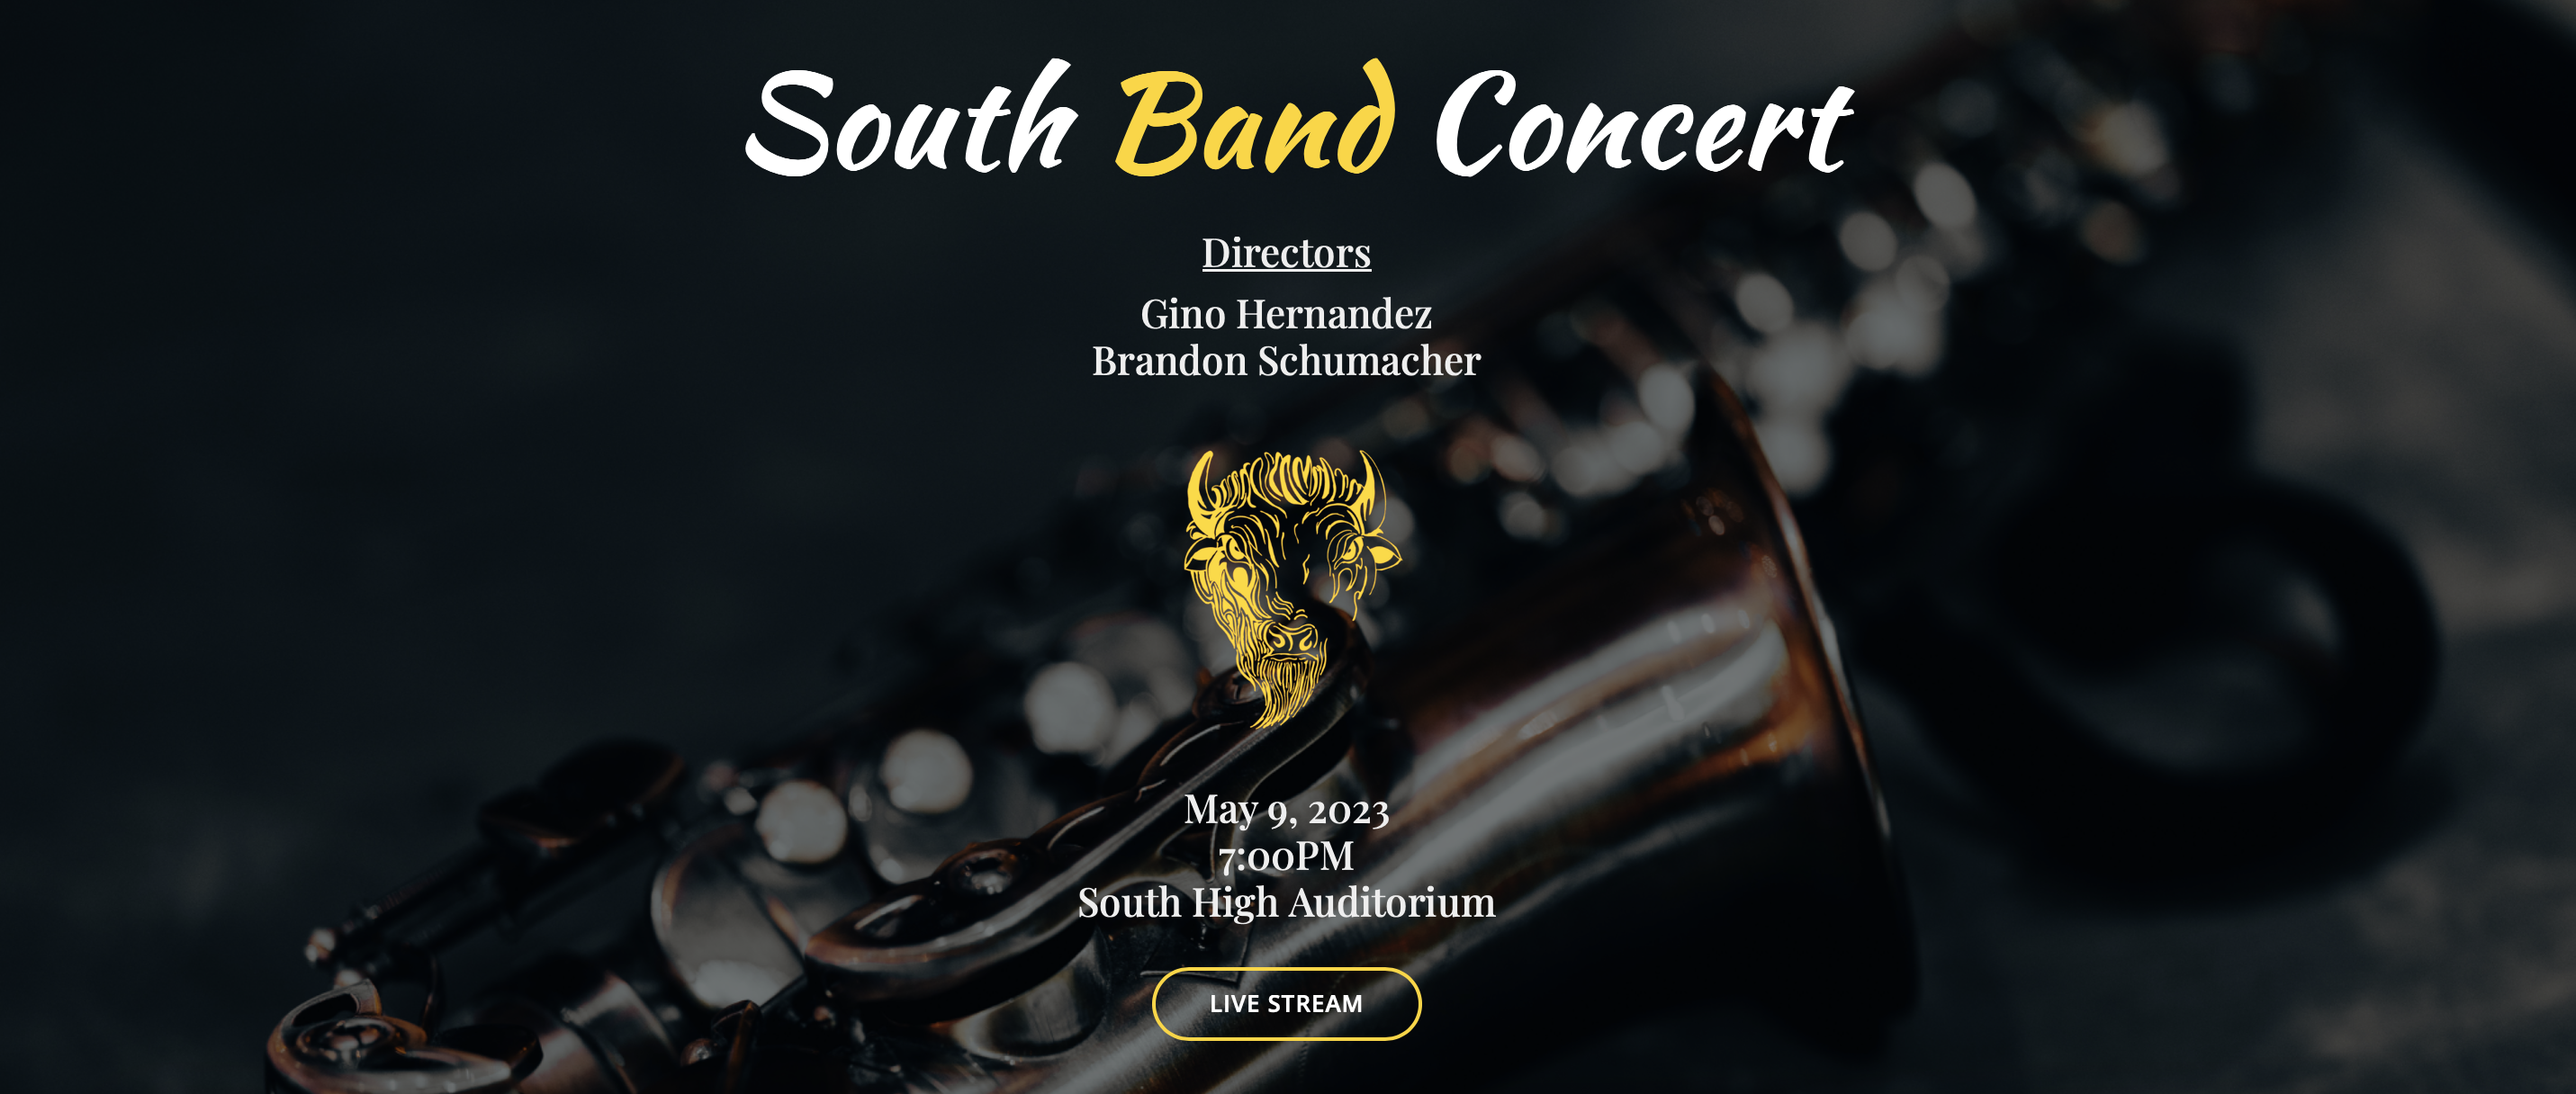 South Band Concert
Directors
Gino Hernandez
Brandon Schumacher
May 9, 2023
7:00PM
South High Auditorium
LIVE STREAM